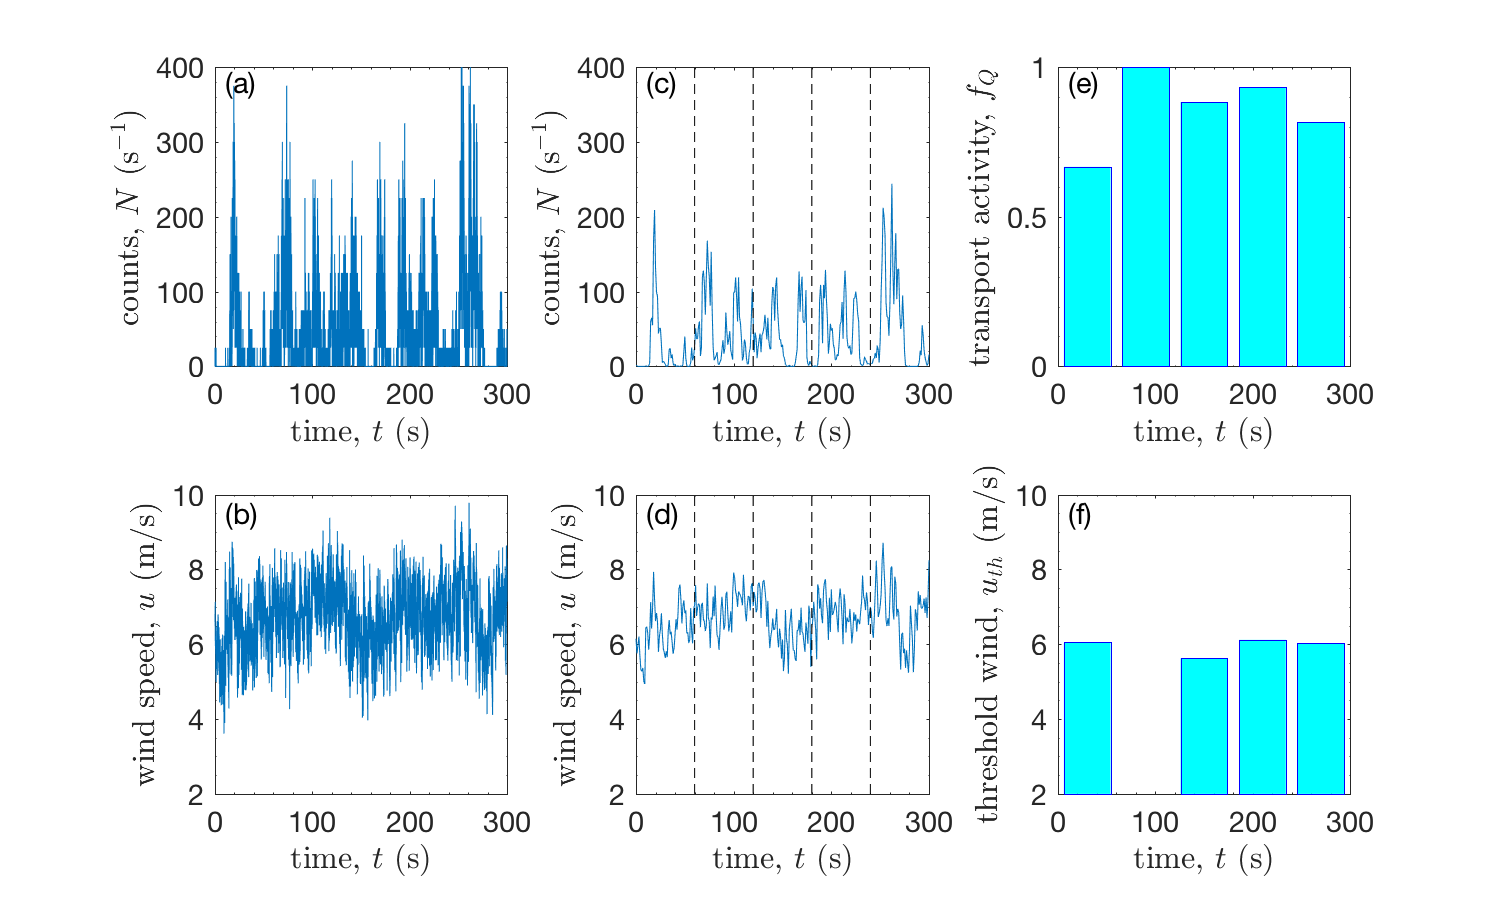 (a)
400
300
200
100
0
counts, N (s⁻¹)
0 100 200 300
time, t (s)
(c)
400
300
200
100
0
counts, N (s⁻¹)
0 100 200 300
time, t (s)
(e)
1
0.5
0
transport activity, f_Q
0 100 200 300
time, t (s)
(b)
10
8
6
4
2
wind speed, u (m/s)
0 100 200 300
time, t (s)
(d)
10
8
6
4
2
wind speed, u (m/s)
0 100 200 300
time, t (s)
(f)
10
8
6
4
2
threshold wind, u_th (m/s)
0 100 200 300
time, t (s)